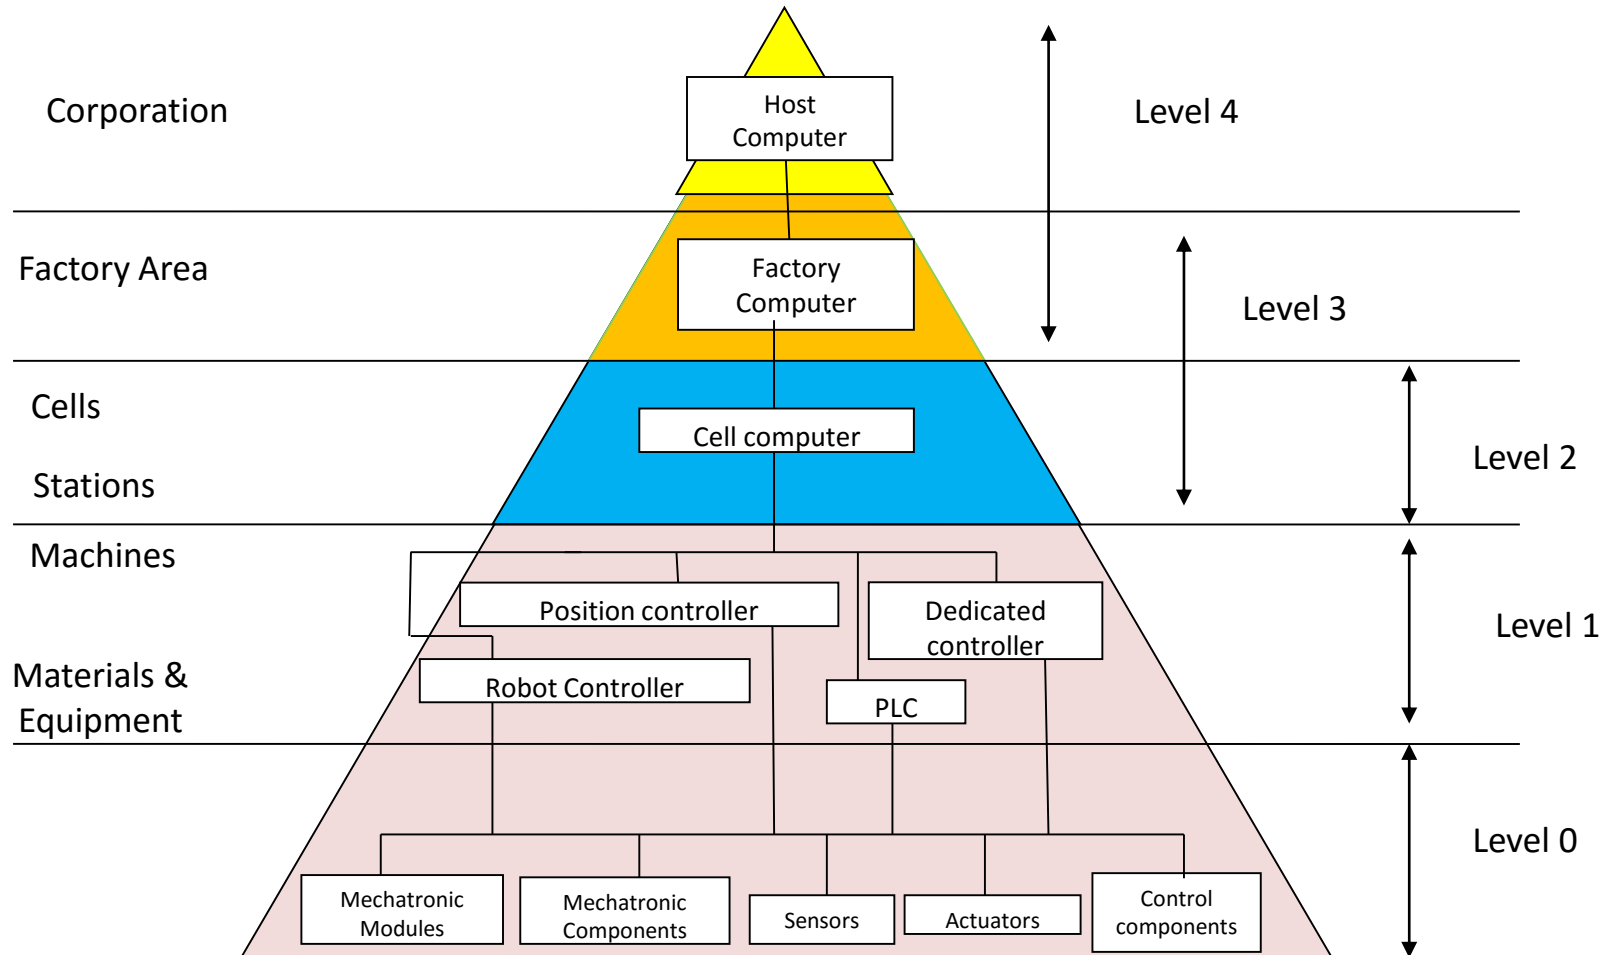 Corporation
Host
Computer
Level 4
Factory Area
Factory
Computer
Level 3
Cells
Cell computer
Level 2
Stations
Machines
Position controller
Dedicated
controller
Level 1
Materials &
Equipment
Robot Controller
PLC
Level 0
Mechatronic
Modules
Mechatronic
Components
Sensors
Actuators
Control
components